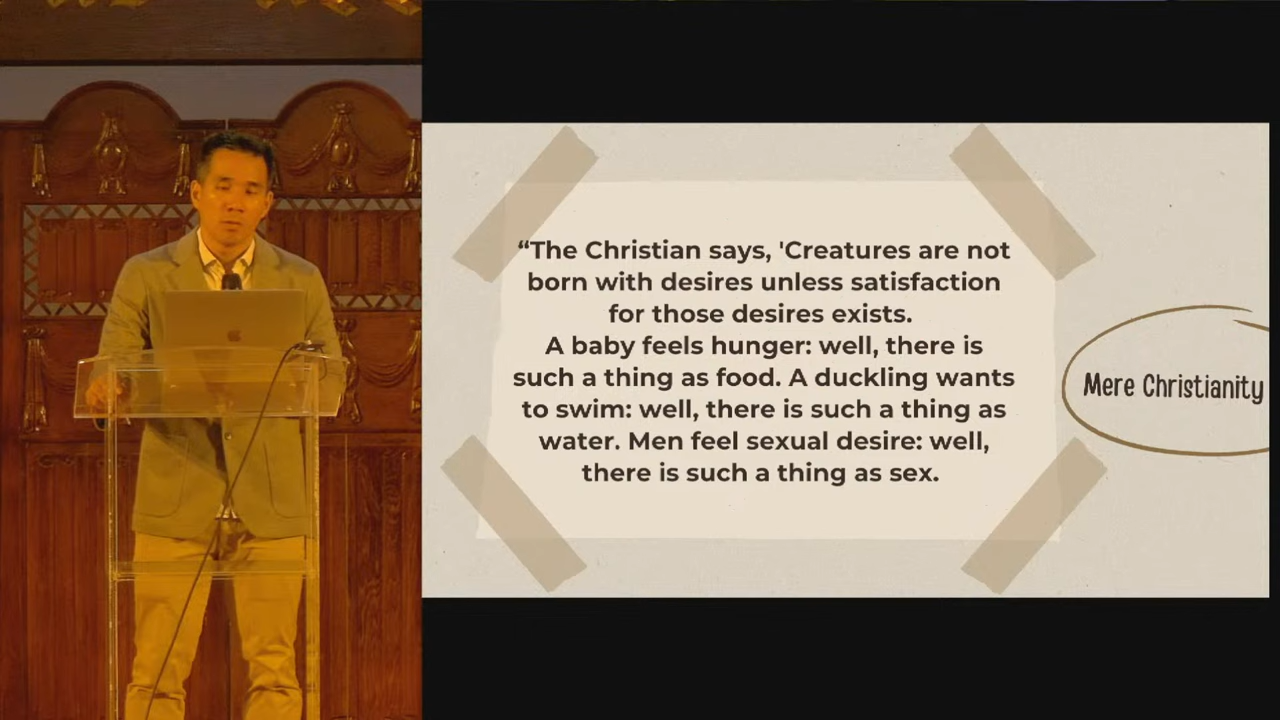 “The Christian says, 'Creatures are not
born with desires unless satisfaction
for those desires exists.
A baby feels hunger: well, there is
such a thing as food. A duckling wants
to swim: well, there is such a thing as
water. Men feel sexual desire: well,
there is such a thing as sex.
Mere Christianity